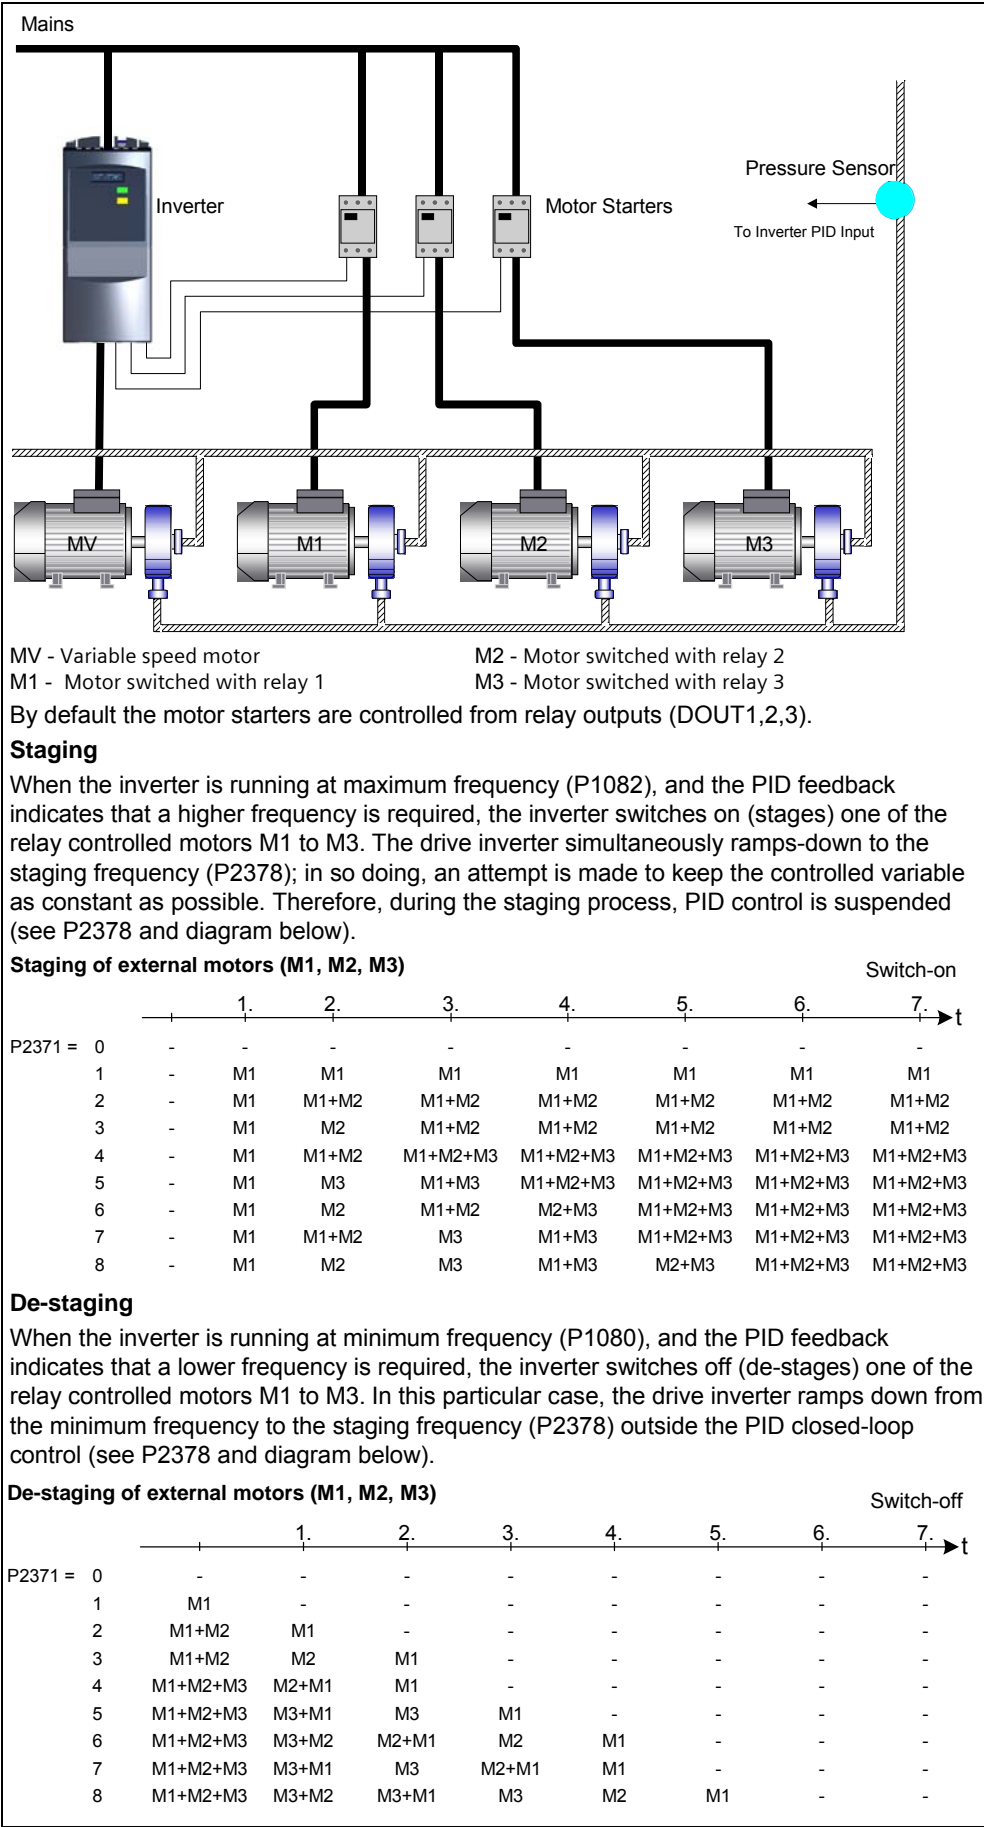 Mains
Inverter
Motor Starters
Pressure Sensor
To Inverter PID Input
MV
M1
M2
M3
MV - Variable speed motor
M2 - Motor switched with relay 2
M1 - Motor switched with relay 1
M3 - Motor switched with relay 3
By default the motor starters are controlled from relay outputs (DOUT1,2,3).
Staging
When the inverter is running at maximum frequency (P1082), and the PID feedback
indicates that a higher frequency is required, the inverter switches on (stages) one of the
relay controlled motors M1 to M3. The drive inverter simultaneously ramps-down to the
staging frequency (P2378); in so doing, an attempt is made to keep the controlled variable
as constant as possible. Therefore, during the staging process, PID control is suspended
(see P2378 and diagram below).
Staging of external motors (M1, M2, M3)
Switch-on
1. 2. 3. 4. 5. 6. 7. t
P2371 = 0 - - - - - - - -
1 - M1 M1 M1 M1 M1 M1 M1
2 - M1 M1+M2 M1+M2 M1+M2 M1+M2 M1+M2 M1+M2
3 - M1 M2 M1+M2 M1+M2 M1+M2 M1+M2 M1+M2
4 - M1 M1+M2 M1+M2+M3 M1+M2+M3 M1+M2+M3 M1+M2+M3 M1+M2+M3
5 - M1 M3 M1+M3 M1+M2+M3 M1+M2+M3 M1+M2+M3 M1+M2+M3
6 - M1 M2 M1+M2 M2+M3 M1+M2+M3 M1+M2+M3 M1+M2+M3
7 - M1 M1+M2 M3 M1+M3 M1+M2+M3 M1+M2+M3 M1+M2+M3
8 - M1 M2 M3 M1+M3 M2+M3 M1+M2+M3 M1+M2+M3
De-staging
When the inverter is running at minimum frequency (P1080), and the PID feedback
indicates that a lower frequency is required, the inverter switches off (de-stages) one of the
relay controlled motors M1 to M3. In this particular case, the drive inverter ramps down from
the minimum frequency to the staging frequency (P2378) outside the PID closed-loop
control (see P2378 and diagram below).
De-staging of external motors (M1, M2, M3)
Switch-off
1. 2. 3. 4. 5. 6. 7. t
P2371 = 0 - - - - - - - -
1 M1 - - - - - - -
2 M1+M2 M1 - - - - - -
3 M1+M2 M2 M1 - - - - -
4 M1+M2+M3 M2+M1 M1 - - - - -
5 M1+M2+M3 M3+M1 M3 M1 - - - -
6 M1+M2+M3 M3+M2 M2+M1 M2 M1 - - -
7 M1+M2+M3 M3+M1 M3 M2+M1 M1 - - -
8 M1+M2+M3 M3+M2 M3+M1 M3 M2 M1 - -